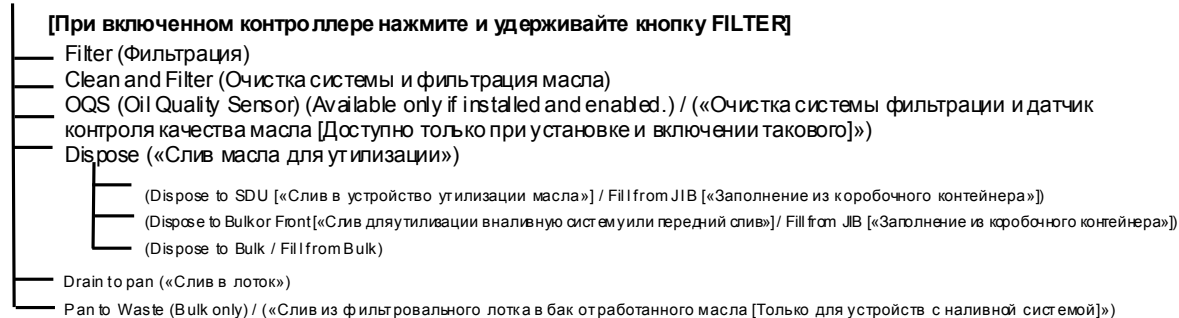 [При включенном контроллере нажмите и удерживайте кнопку FILTER]
Filter (Фильтрация)
Clean and Filter (Очистка системы и фильтрация масла)
OQS (Oil Quality Sensor) (Available only if installed and enabled.) / («Очистка системы фильтрации и датчик
контроля качества масла [Доступно только при установке и включении такового]»)
Dispose («Слив масла для утилизации»)
(Dispose to SDU [«Слив в устройство утилизации масла»] / Fill from JIB [«Заполнение из коробочного контейнера»])
(Dispose to Bulk or Front [«Слив для утилизации в наливную систему или передний слив»] / Fill from JIB [«Заполнение из коробочного контейнера»])
(Dispose to Bulk / Fill from Bulk)
Drain to pan («Слив в лоток»)
Pan to Waste (Bulk only) / («Слив из фильтровального лотка в бак отработанного масла [Только для устройств с наливной системой]»)